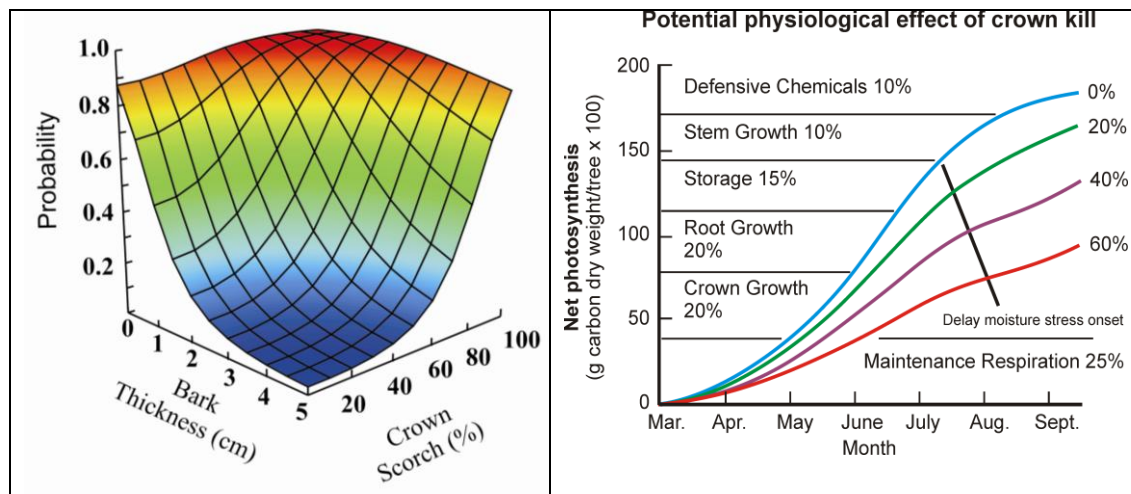 1.0
0.8
0.6
0.4
0.2
Probability
0
1
2
3
4
5
Bark
Thickness (cm)
20
40
60
80
100
Crown
Scorch (%)
Potential physiological effect of crown kill
200
150
100
50
0
Net photosynthesis
(g carbon dry weight/tree x 100)
Defensive Chemicals 10%
Stem Growth 10%
Storage 15%
Root Growth
20%
Crown Growth
20%
0%
20%
40%
60%
Delay moisture stress onset
Maintenance Respiration 25%
Mar. Apr. May June July Aug. Sept.
Month